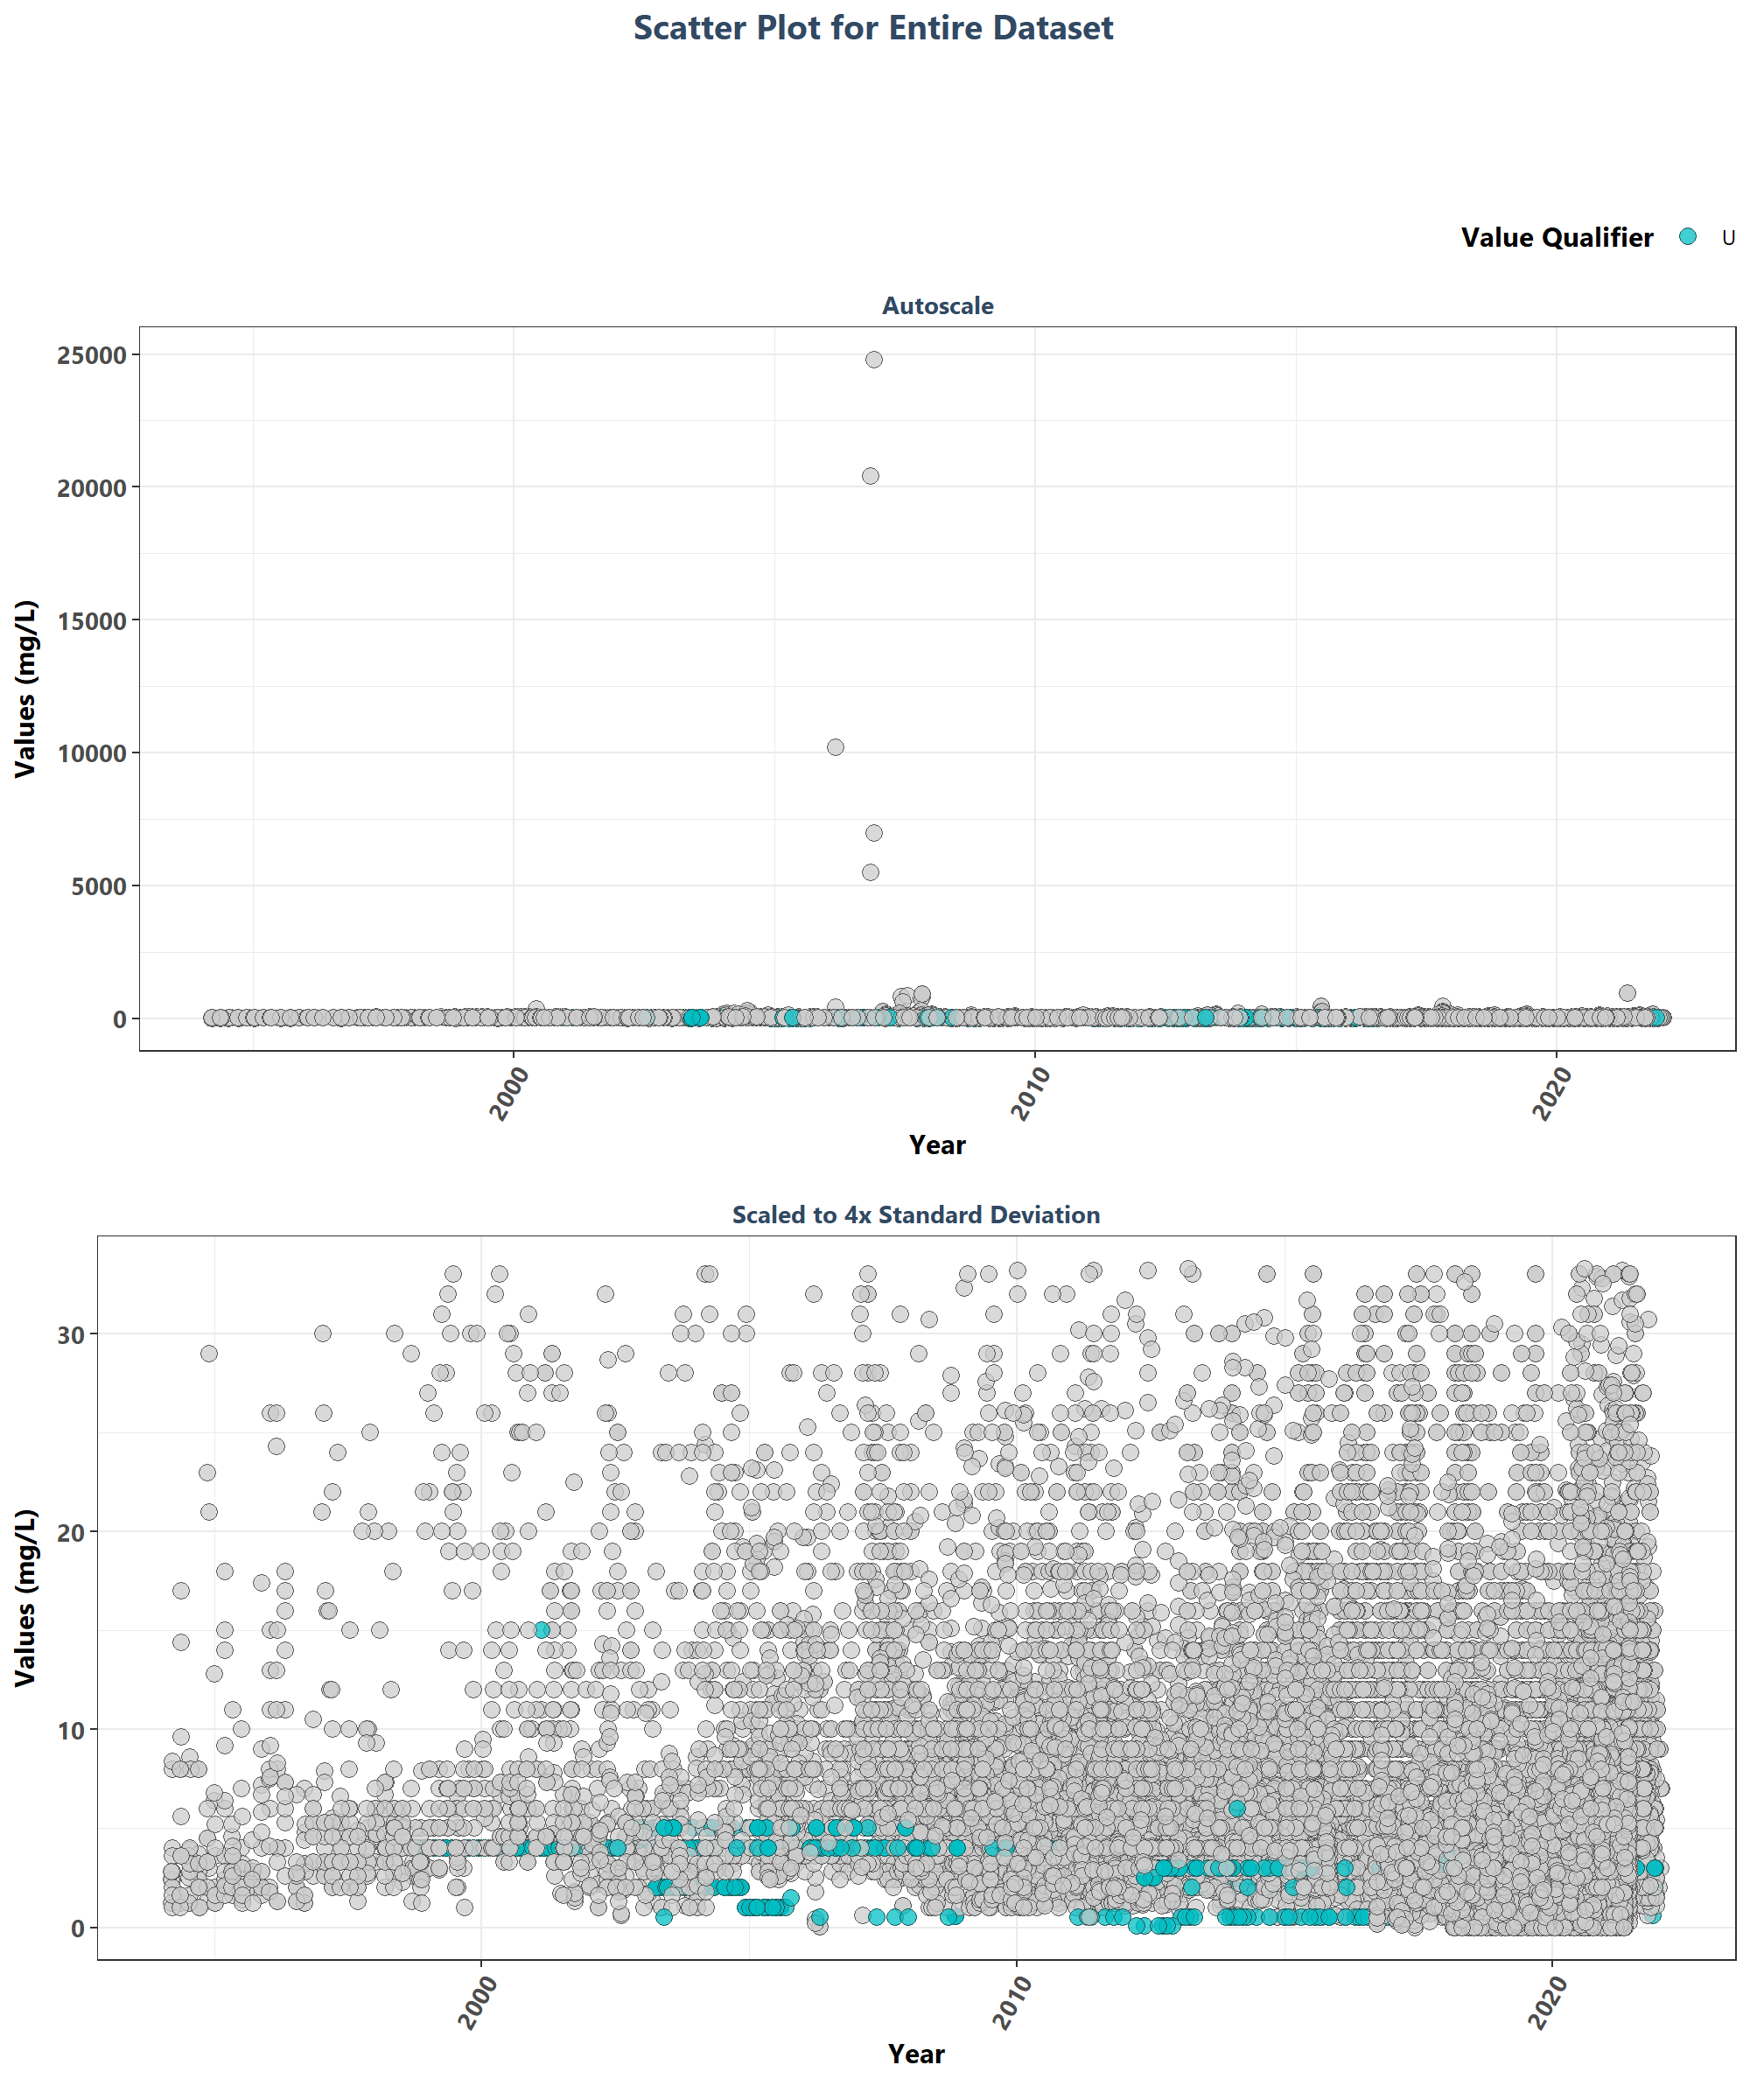 Scatter Plot for Entire Dataset
Value Qualifier U
Autoscale
Values (mg/L)
25000
20000
15000
10000
5000
0
2000 2010 2020
Year
Scaled to 4x Standard Deviation
Values (mg/L)
30
20
10
0
2000 2010 2020
Year